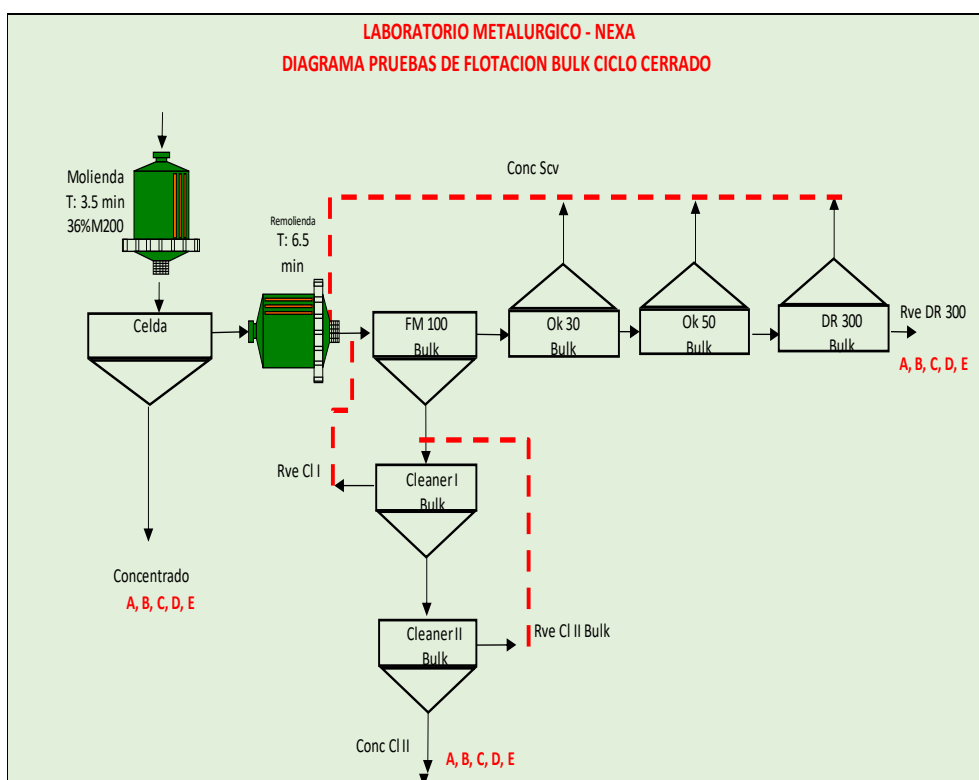 LABORATORIO METALURGICO - NEXA
DIAGRAMA PRUEBAS DE FLOTACION BULK CICLO CERRADO
Molienda
T: 3.5 min
36%M200
Remolienda
T: 6.5
min
Conc Scv
Celda
FM 100
Bulk
Ok 30
Bulk
Ok 50
Bulk
DR 300
Bulk
Rve DR 300
A, B, C, D, E
Rve Cl I
Cleaner I
Bulk
Concentrado
A, B, C, D, E
Cleaner II
Bulk
Rve Cl II Bulk
Conc Cl II
A, B, C, D, E